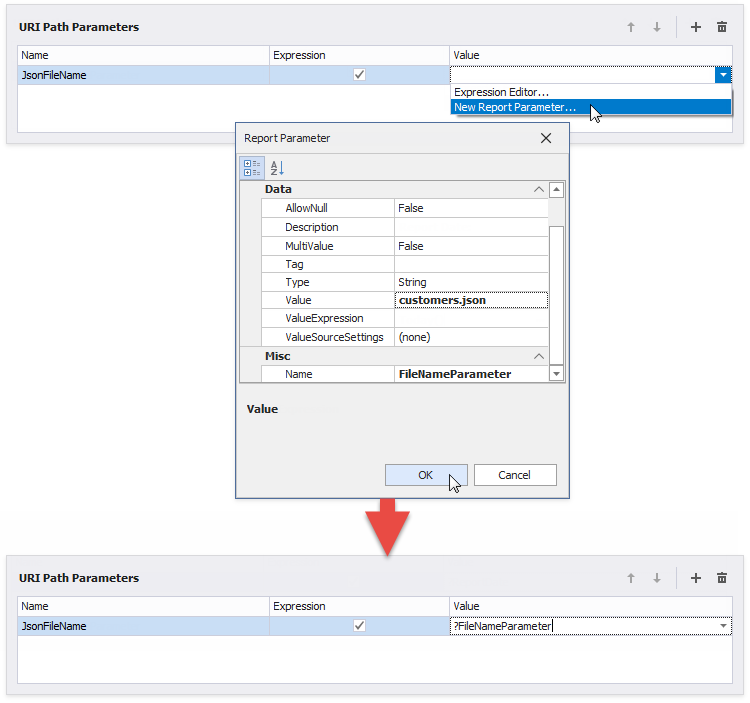 URI Path Parameters
Name Expression Value
JsonFileName
Expression Editor...
New Report Parameter...
Report Parameter
Data
AllowNull False
Description
MultiValue False
Tag
Type String
Value customers.json
ValueExpression
ValueSourceSettings (none)
Misc
Name FileNameParameter
Value
OK Cancel
URI Path Parameters
Name Expression Value
JsonFileName ?FileNameParameter